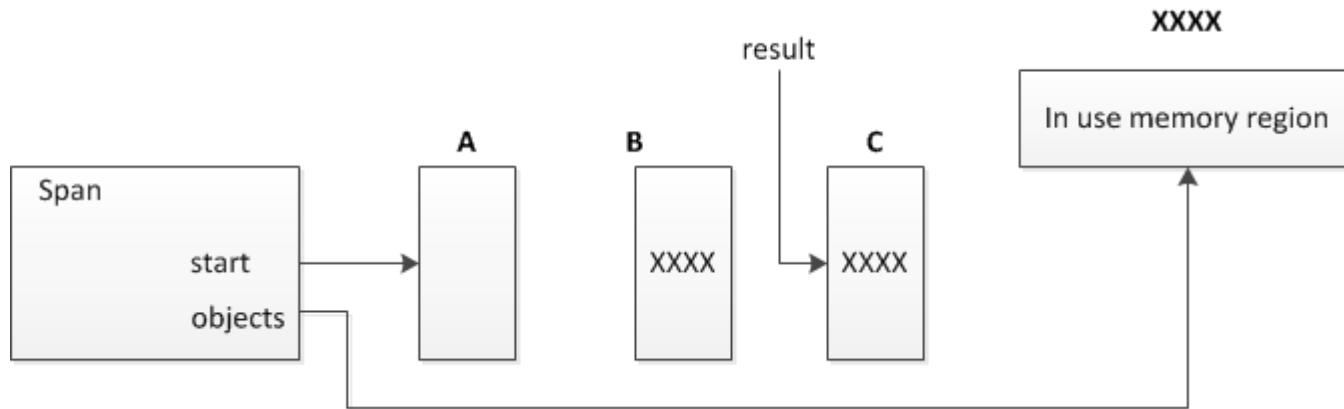 XXXX
result
In use memory region
A
B
C
Span
start
XXXX
XXXX
objects